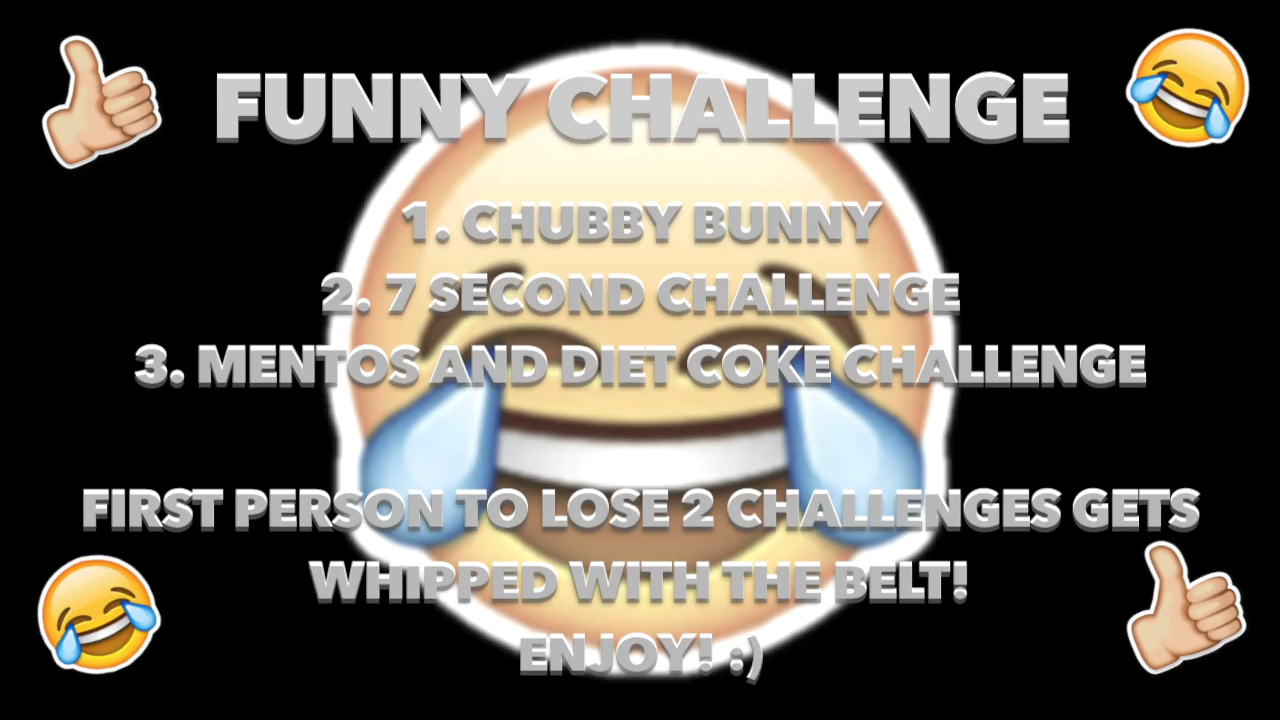 FUNNY CHALLENGE
1. CHUBBY BUNNY
2. 7 SECOND CHALLENGE
3. MENTOS AND DIET COKE CHALLENGE
FIRST PERSON TO LOSE 2 CHALLENGES GETS
WHIPPED WITH THE BELT!
ENJOY! :)